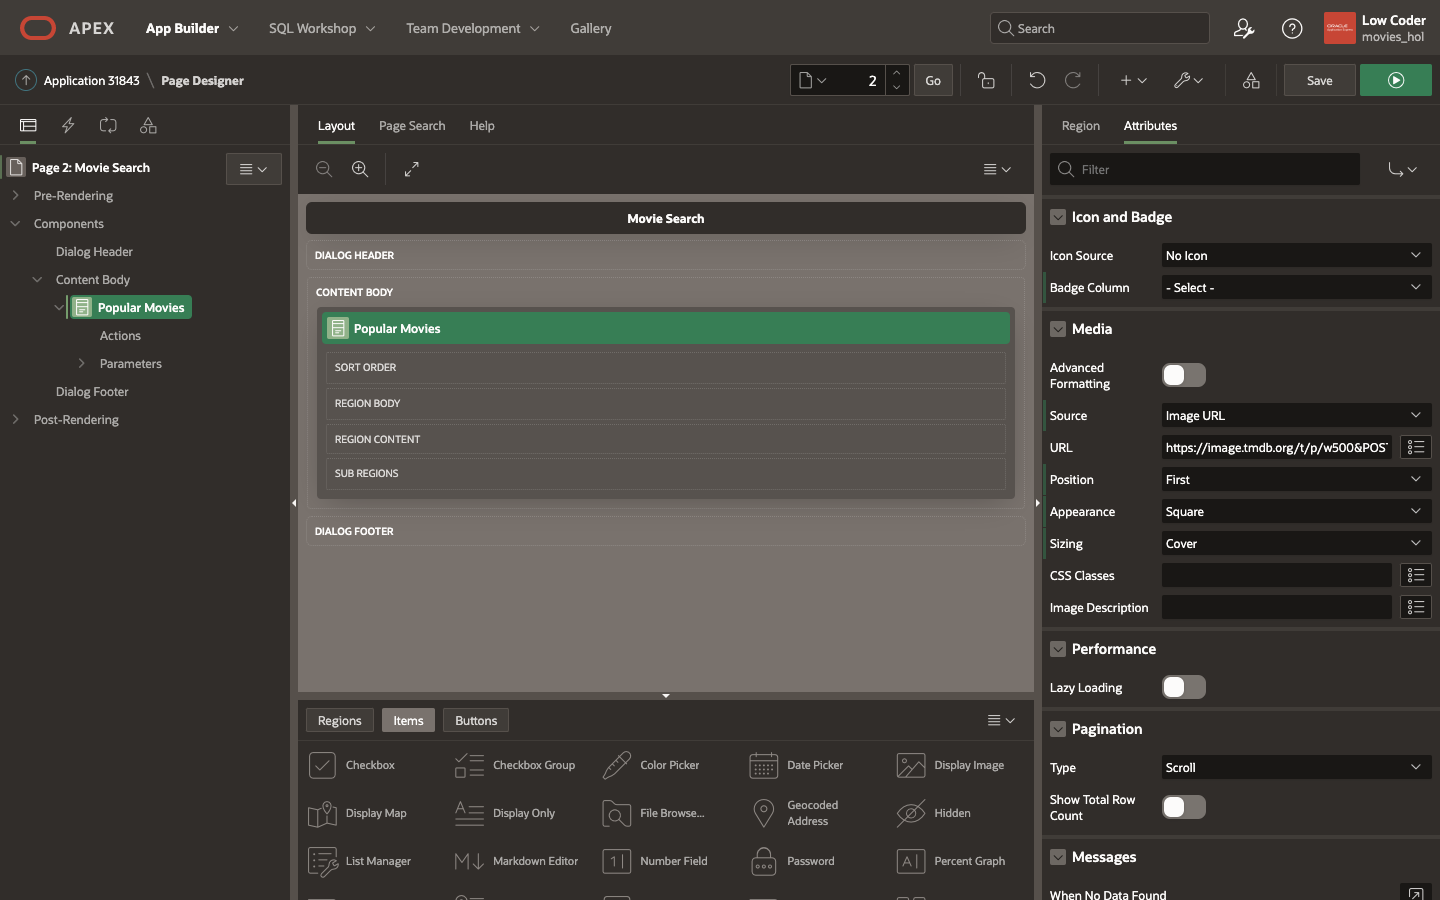 APEX
App Builder
SQL Workshop
Team Development
Gallery
Search
Low Coder
movies_hol
Application 31843 \ Page Designer
2
Go
Save
Page 2: Movie Search
Pre-Rendering
Components
Dialog Header
Content Body
Popular Movies
Actions
Parameters
Dialog Footer
Post-Rendering
Layout
Page Search
Help
Movie Search
DIALOG HEADER
CONTENT BODY
Popular Movies
SORT ORDER
REGION BODY
REGION CONTENT
SUB REGIONS
DIALOG FOOTER
Regions
Items
Buttons
Checkbox
Checkbox Group
Color Picker
Date Picker
Display Image
Display Map
Display Only
File Browse...
Geocoded
Address
Hidden
List Manager
Markdown Editor
Number Field
Password
Percent Graph
Region
Attributes
Filter
Icon and Badge
Icon Source
No Icon
Badge Column
- Select -
Media
Advanced
Formatting
Source
Image URL
URL
https://image.tmdb.org/t/p/w500&POS
Position
First
Appearance
Square
Sizing
Cover
CSS Classes
Image Description
Performance
Lazy Loading
Pagination
Type
Scroll
Show Total Row
Count
Messages
When No Data Found